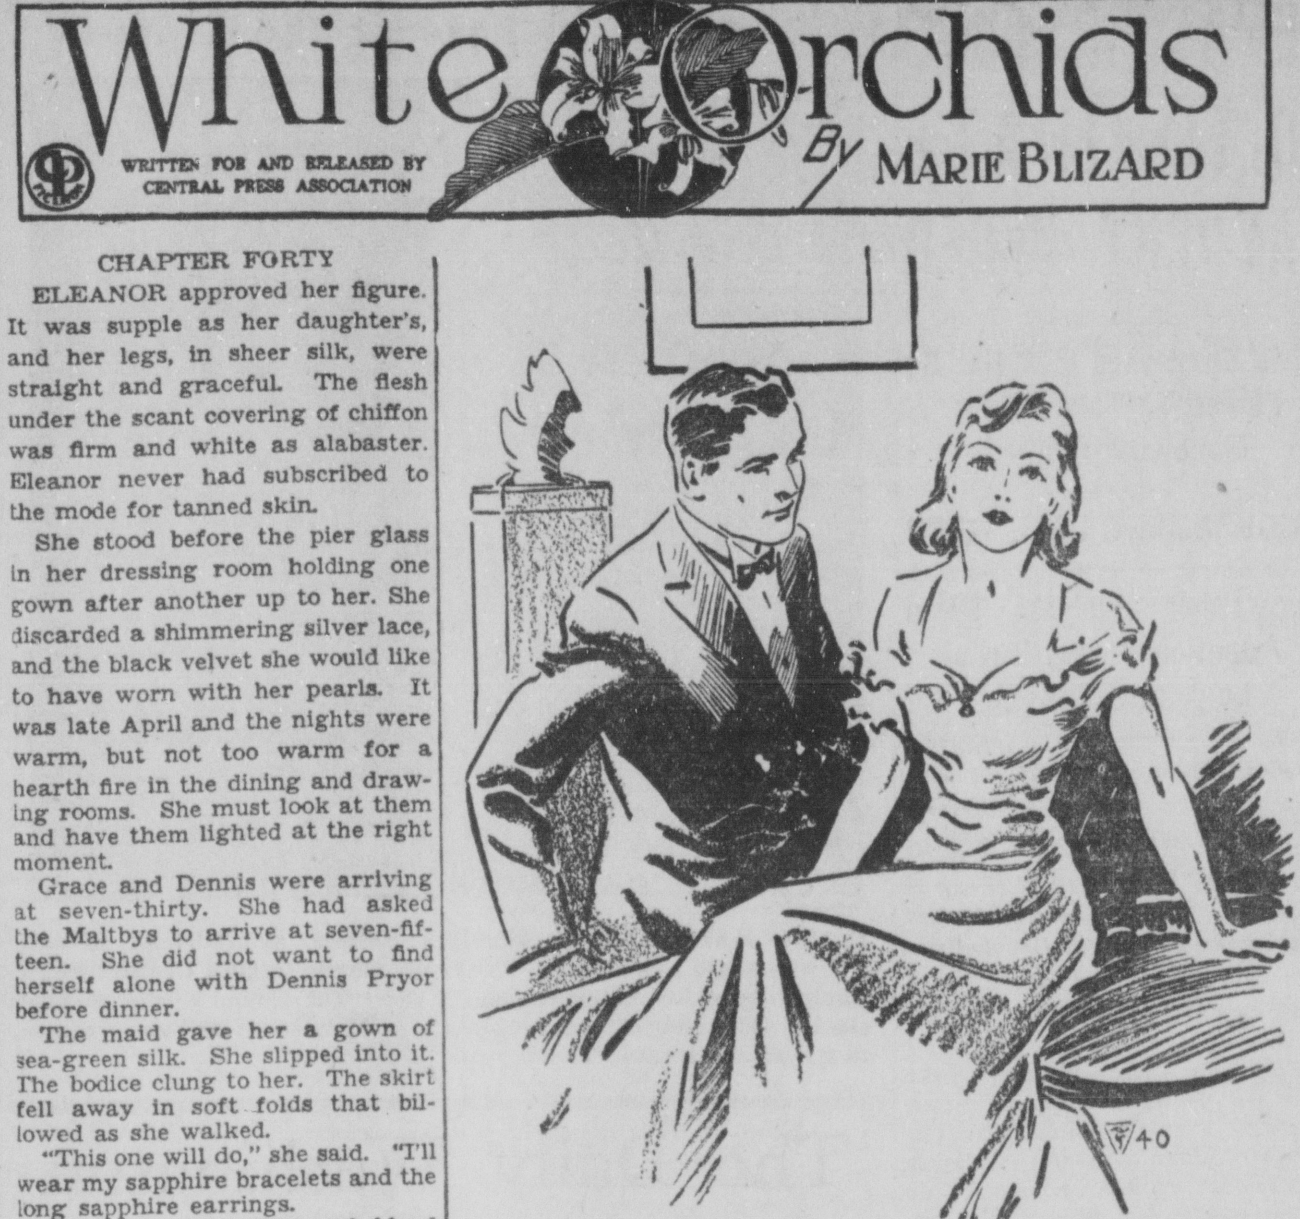 White Orchids
By MARIE BLIZARD
WRITTEN FOR AND RELEASED BY
CENTRAL PRESS ASSOCIATION
CHAPTER FORTY
ELEANOR approved her figure.
It was supple as her daughter's,
and her legs, in sheer silk, were
straight and graceful. The flesh
under the scant covering of chiffon
was firm and white as alabaster.
Eleanor never had subscribed to
the mode for tanned skin.
She stood before the pier glass
in her dressing room holding one
gown after another up to her. She
discarded a shimmering silver lace,
and the black velvet she would like
to have worn with her pearls. It
was late April and the nights were
warm, but not too warm for a
hearth fire in the dining and draw-
ing rooms. She must look at them
and have them lighted at the right
moment.
Grace and Dennis were arriving
at seven-thirty. She had asked
the Maltbys to arrive at seven-fif-
teen. She did not want to find
herself alone with Dennis Pryor
before dinner.
The maid gave her a gown of
sea-green silk. She slipped into it.
The bodice clung to her. The skirt
fell away in soft folds that bil-
lowed as she walked.
"This one will do," she said. "I'll
wear my sapphire bracelets and the
long sapphire earrings.
40